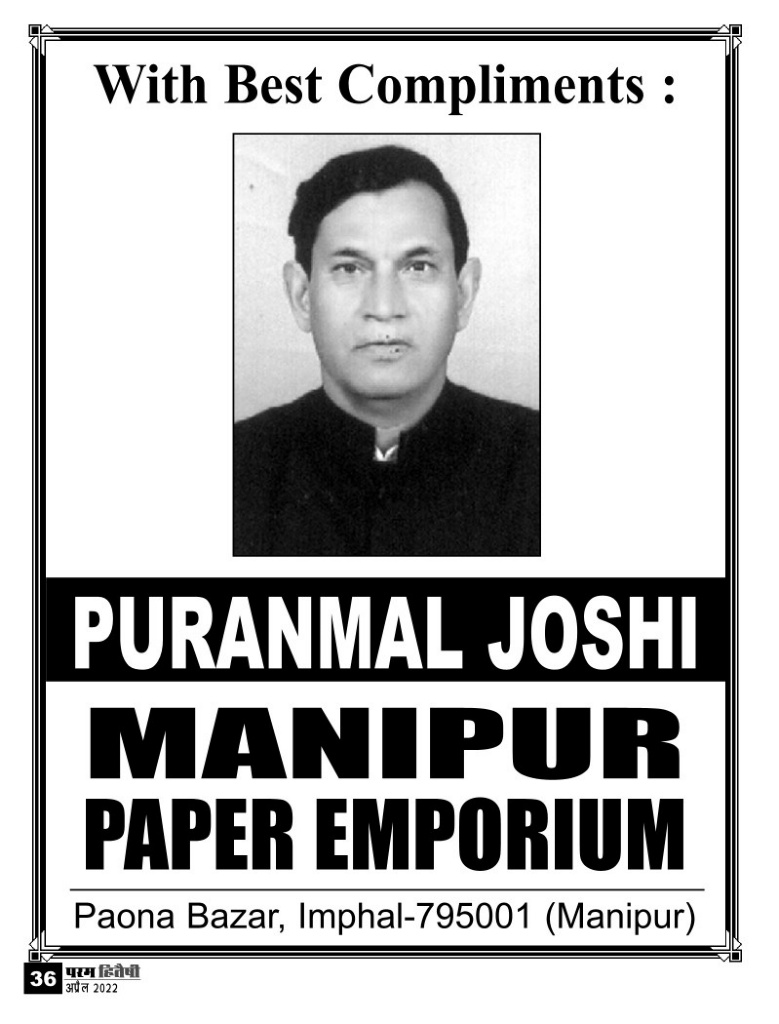 With Best Compliments :
PURANMAL JOSHI
MANIPUR
PAPER EMPORIUM
Paona Bazar, Imphal-795001 (Manipur)
36 परम हितैषी
अप्रैल 2022